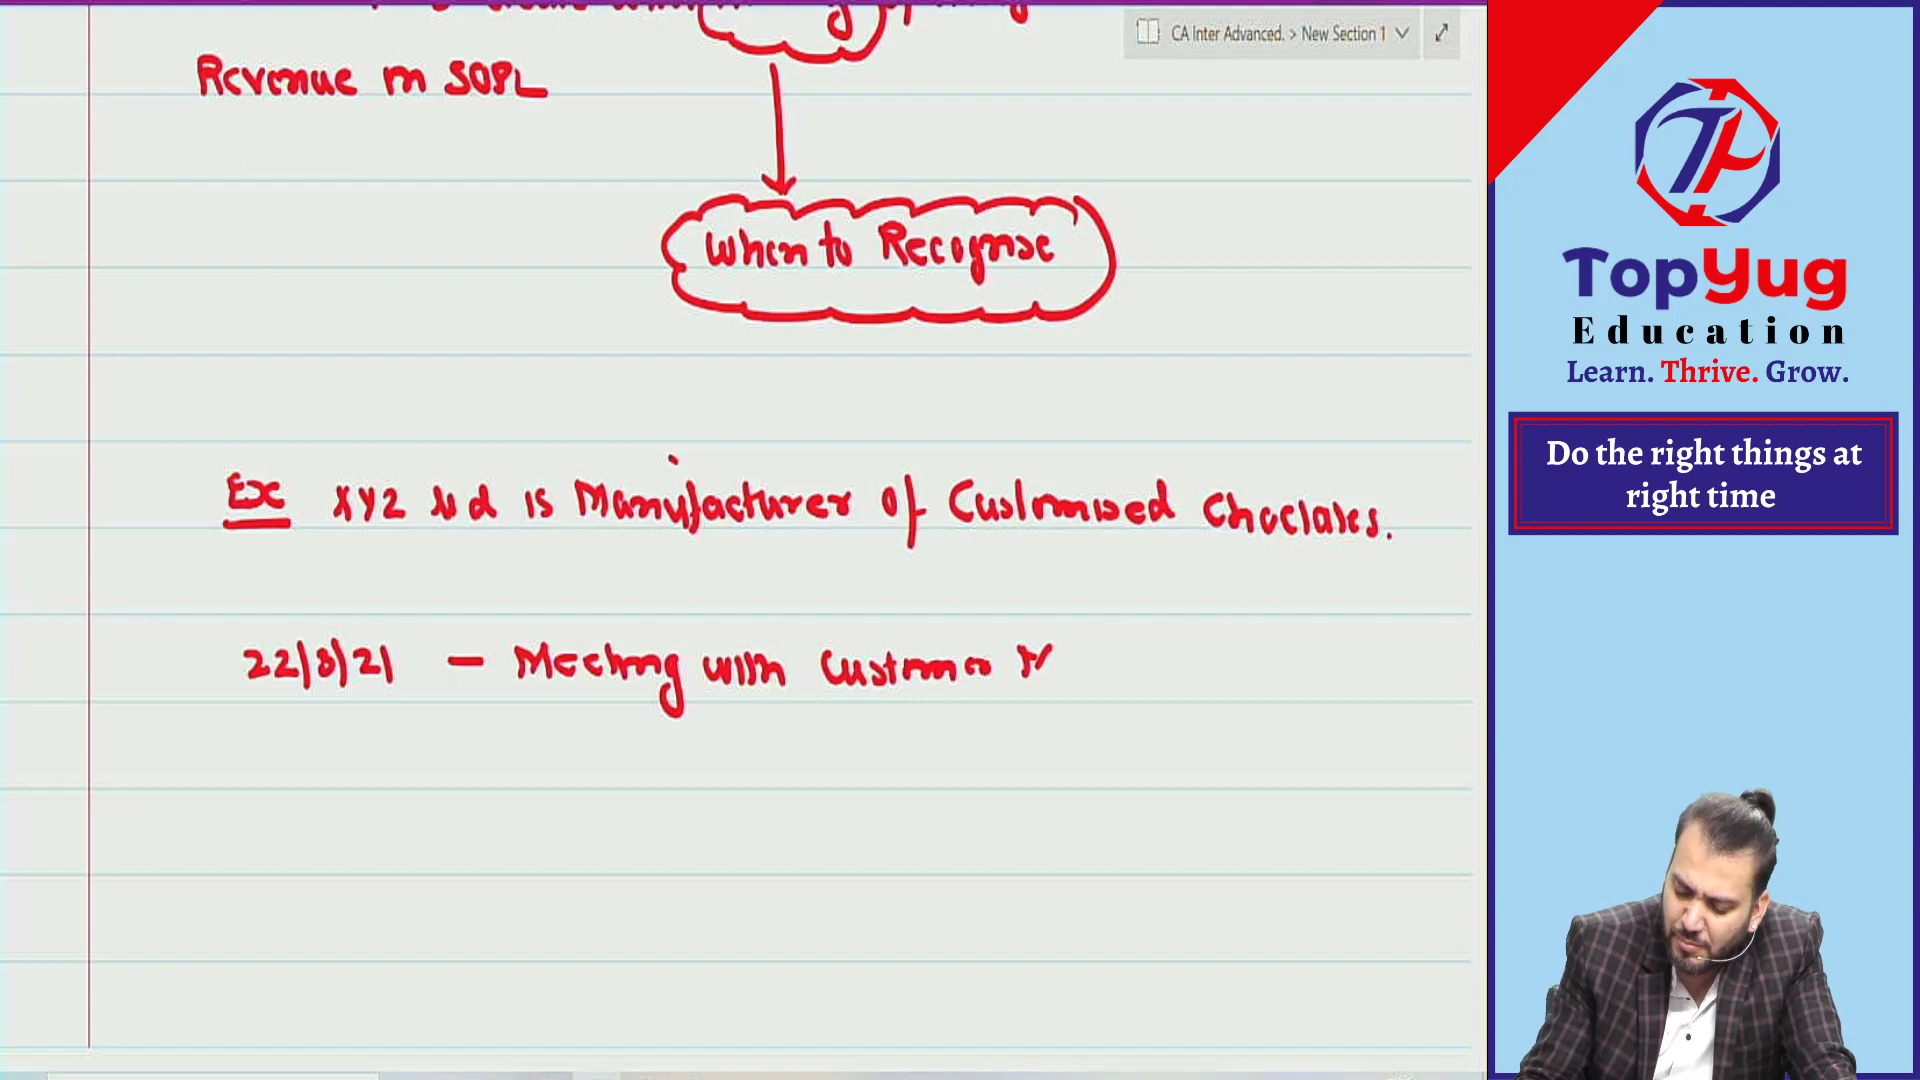 Revenue in SOPL
CA Inter Advanced. > New Section 1
When to Recognise
Ex XYZ Ltd is Manufacturer of Customised Choclates.
22/8/21 - Meeting with Customer
TopYug
Education
Learn. Thrive. Grow.
Do the right things at
right time